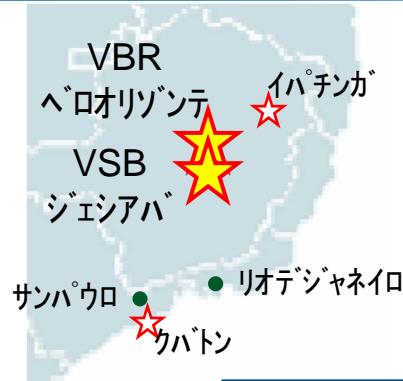 VBR
ﾍﾞﾛｵﾘｿﾞﾝﾃ
ｲﾊﾟﾁﾝｶﾞ
VSB
ｼﾞｪｼｱﾊﾞ
ｻﾝﾊﾟｳﾛ
ﾘｵﾃﾞｼﾞｬﾈｲﾛ
ｸﾊﾞﾄﾝ